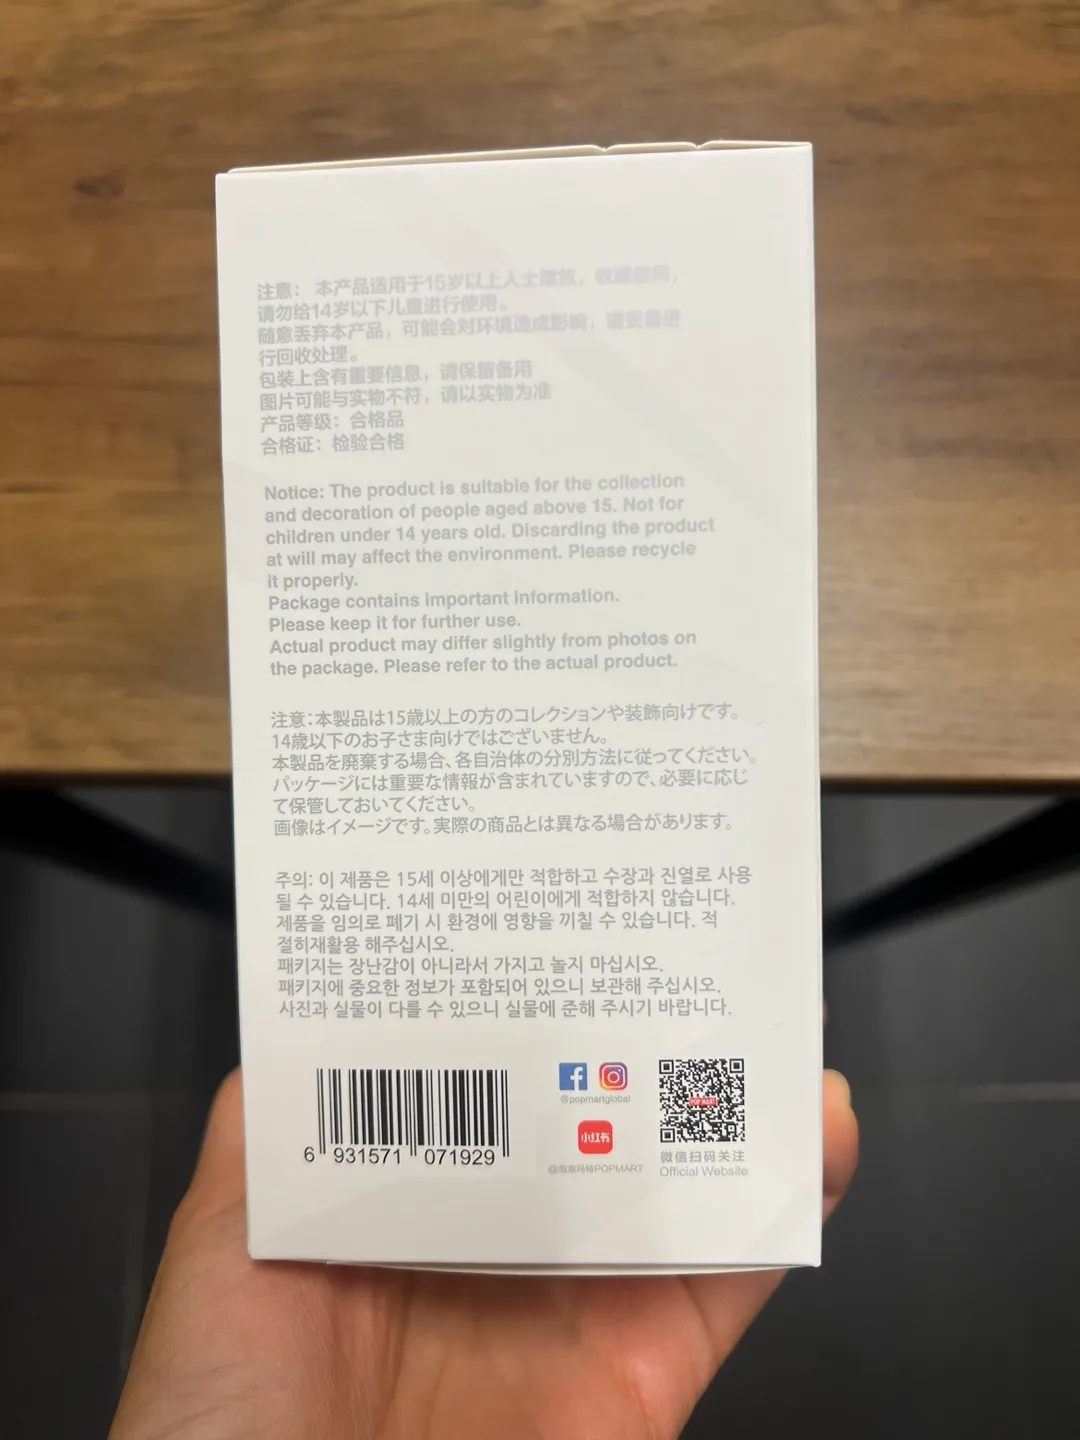 注意： 本产品适用于15岁以上人士摆放，收藏使用，
请勿给14岁以下儿童进行使用。
随意丢弃本产品，可能会对环境造成影响，请妥善进
行回收处理。
包装上含有重要信息，请保留备用
图片可能与实物不符，请以实物为准
产品等级：合格品
合格证：检验合格
Notice: The product is suitable for the collection
and decoration of people aged above 15. Not for
children under 14 years old. Discarding the product
at will may affect the environment. Please recycle
it properly.
Package contains important information.
Please keep it for further use.
Actual product may differ slightly from photos on
the package. Please refer to the actual product.
注意：本製品は15歳以上の方のコレクションや装飾向けです。
14歳以下のお子さま向けではございません。
本製品を廃棄する場合、各自治体の分別方法に従ってください。
パッケージには重要な情報が含まれていますので、必要に応じ
て保管しておいてください。
画像はイメージです。実際の商品とは異なる場合があります。
주의: 이 제품은 15세 이상에게만 적합하고 수장과 진열로 사용
될 수 있습니다. 14세 미만의 어린이에게 적합하지 않습니다.
제품을 임의로 폐기 시 환경에 영향을 끼칠 수 있습니다. 적
절히재활용 해주십시오.
패키지는 장난감이 아니라서 가지고 놀지 마십시오.
패키지에 중요한 정보가 포함되어 있으니 보관해 주십시오.
사진과 실물이 다를 수 있으니 실물에 준해 주시기 바랍니다.
6 931571 071929
@popmartglobal
小红书
@泡泡玛特POPMART
POP MART
微信扫码关注
Official Website